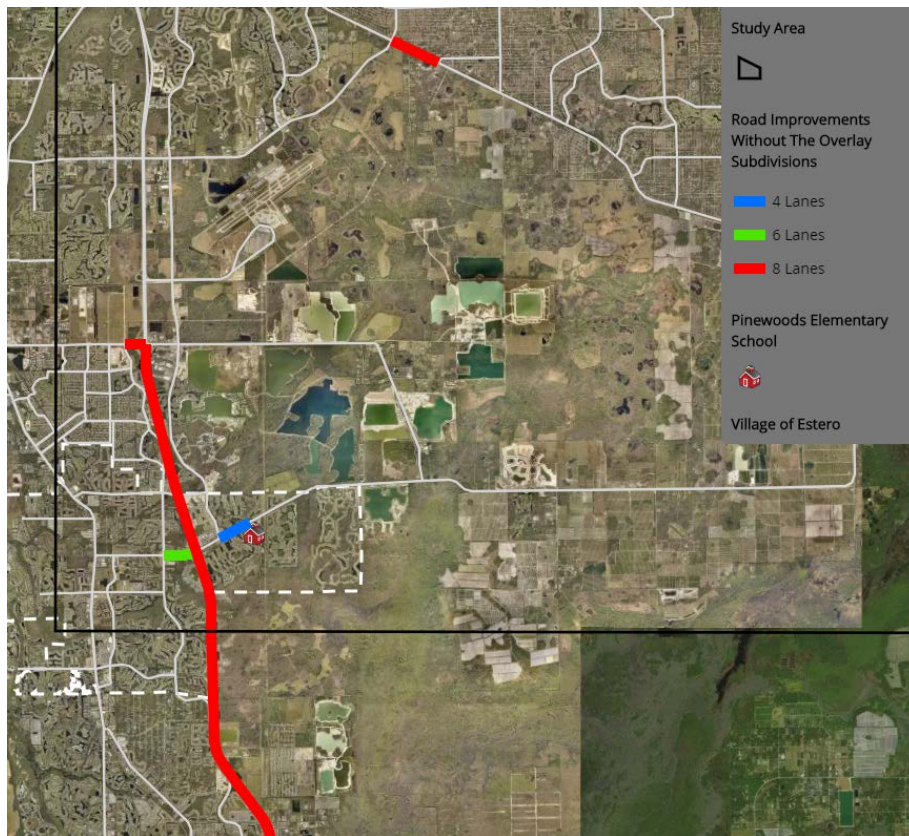 Study Area
Road Improvements
Without The Overlay
Subdivisions
4 Lanes
6 Lanes
8 Lanes
Pinewoods Elementary
School
Village of Estero